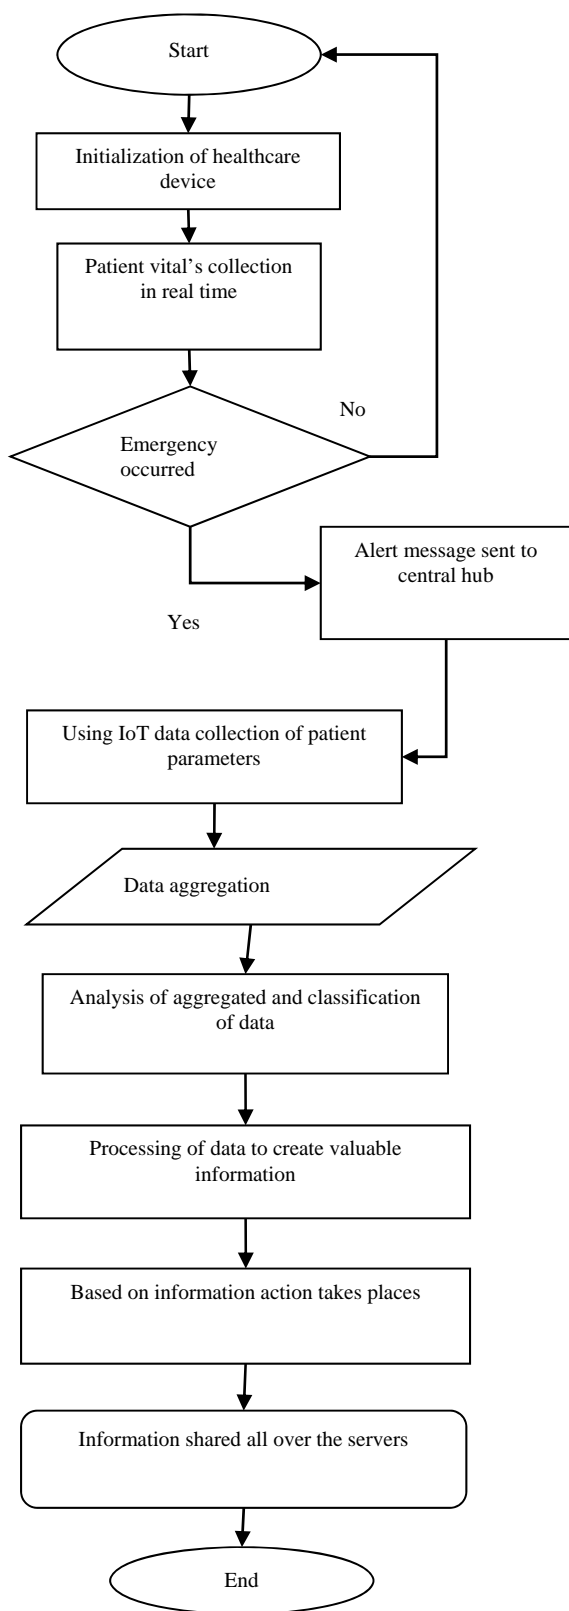 Start
Initialization of healthcare
device
Patient vital’s collection
in real time
No
Emergency
occurred
Alert message sent to
central hub
Yes
Using IoT data collection of patient
parameters
Data aggregation
Analysis of aggregated and classification
of data
Processing of data to create valuable
information
Based on information action takes places
Information shared all over the servers
End